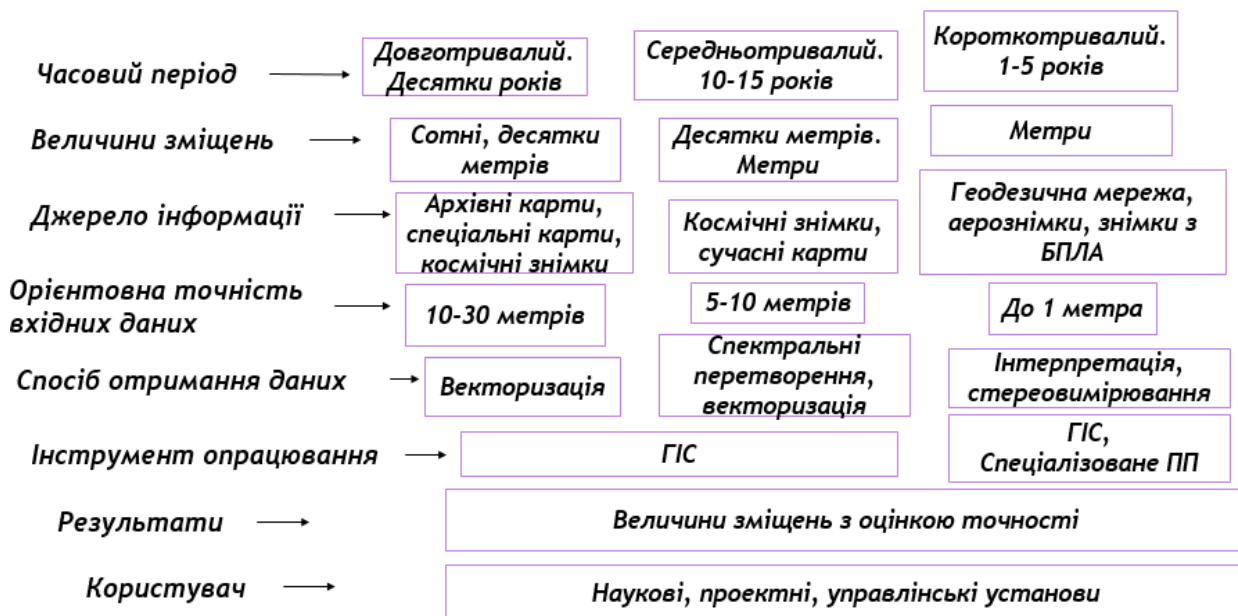 Часовий період
Довготривалий.
Десятки років
Середньотривалий.
10-15 років
Короткотривалий.
1-5 років
Величини зміщень
Сотні, десятки
метрів
Десятки метрів.
Метри
Метри
Джерело інформації
Архівні карти,
спеціальні карти,
космічні знімки
Космічні знімки,
сучасні карти
Геодезична мережа,
аерознімки, знімки з
БПЛА
Орієнтовна точність
вхідних даних
10-30 метрів
5-10 метрів
До 1 метра
Спосіб отримання даних
Векторизація
Спектральні
перетворення,
векторизація
Інтерпретація,
стереовимірювання
Інструмент опрацювання
ГІС
ГІС,
Спеціалізоване ПП
Результати
Величини зміщень з оцінкою точності
Користувач
Наукові, проектні, управлінські установи